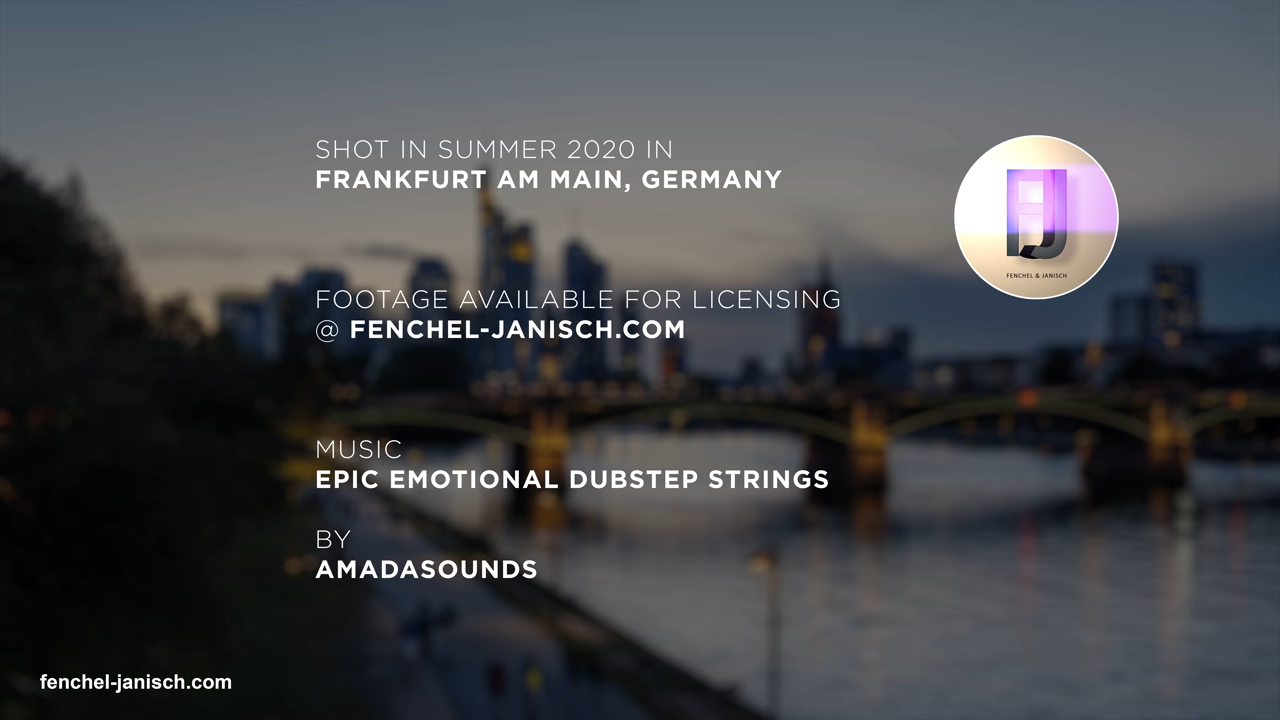 SHOT IN SUMMER 2020 IN
FRANKFURT AM MAIN, GERMANY
FENCHEL & JANISCH
FOOTAGE AVAILABLE FOR LICENSING
@ FENCHEL-JANISCH.COM
MUSIC
EPIC EMOTIONAL DUBSTEP STRINGS
BY
AMADASOUNDS
fenchel-janisch.com